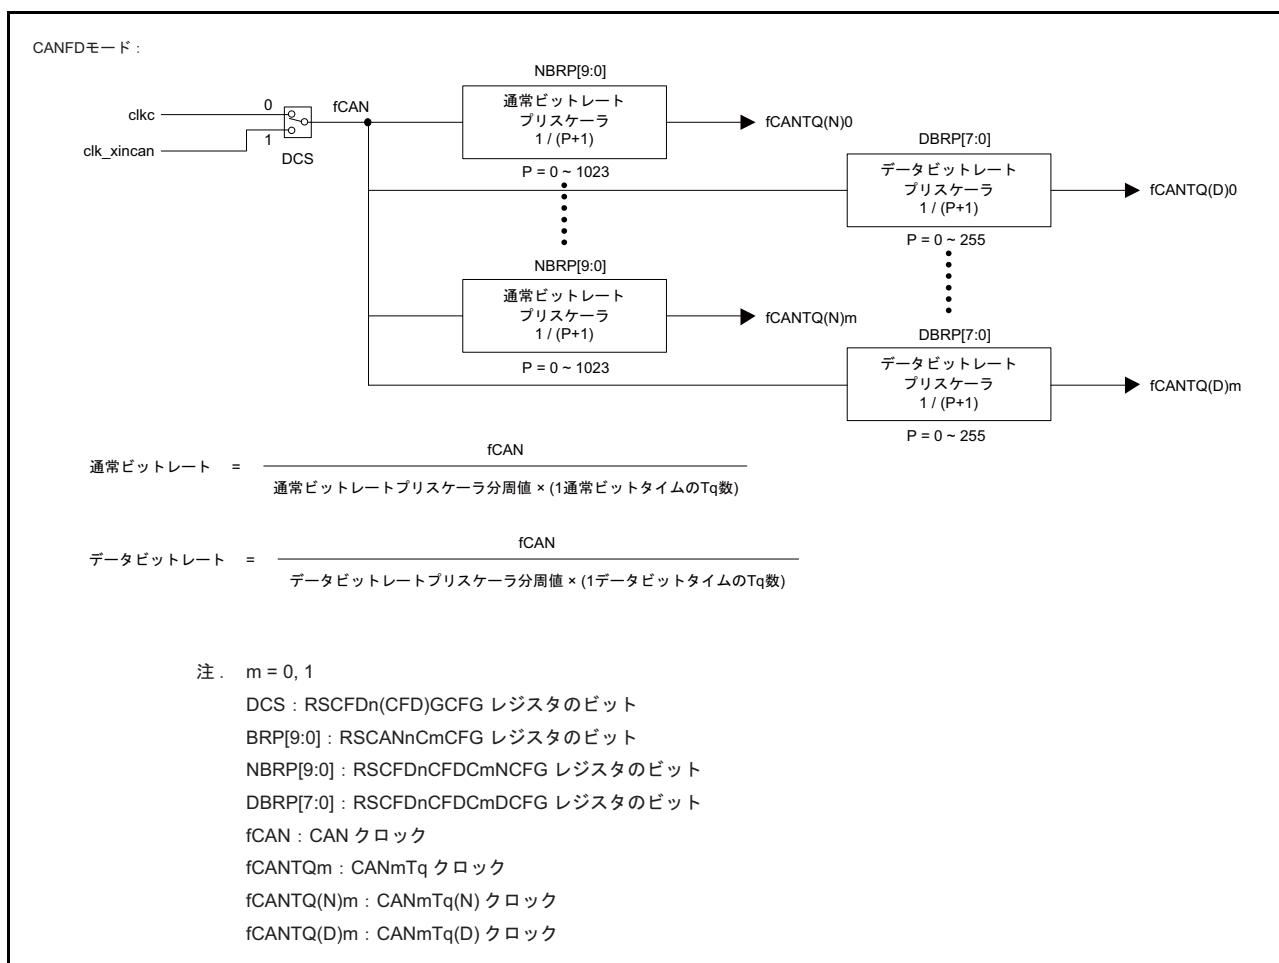 CANFDモード：
NBRP[9:0]
clkc
0
fCAN
通常ビットレート
プリスケーラ
1 / (P+1)
fCANTQ(N)0
clk_xincan
1
DCS
P = 0 ~ 1023
DBRP[7:0]
データビットレート
プリスケーラ
1 / (P+1)
fCANTQ(D)0
P = 0 ~ 255
NBRP[9:0]
通常ビットレート
プリスケーラ
1 / (P+1)
fCANTQ(N)m
P = 0 ~ 1023
DBRP[7:0]
データビットレート
プリスケーラ
1 / (P+1)
fCANTQ(D)m
P = 0 ~ 255
通常ビットレート = fCAN
通常ビットレートプリスケーラ分周値 × (1通常ビットタイムのTq数)
データビットレート = fCAN
データビットレートプリスケーラ分周値 × (1データビットタイムのTq数)
注． m = 0, 1
DCS：RSCFDn(CFD)GCFG レジスタのビット
BRP[9:0]：RSCANnCmCFG レジスタのビット
NBRP[9:0]：RSCFDnCFDCmNCFG レジスタのビット
DBRP[7:0]：RSCFDnCFDCmDCFG レジスタのビット
fCAN：CAN クロック
fCANTQm：CANmTq クロック
fCANTQ(N)m：CANmTq(N) クロック
fCANTQ(D)m：CANmTq(D) クロック